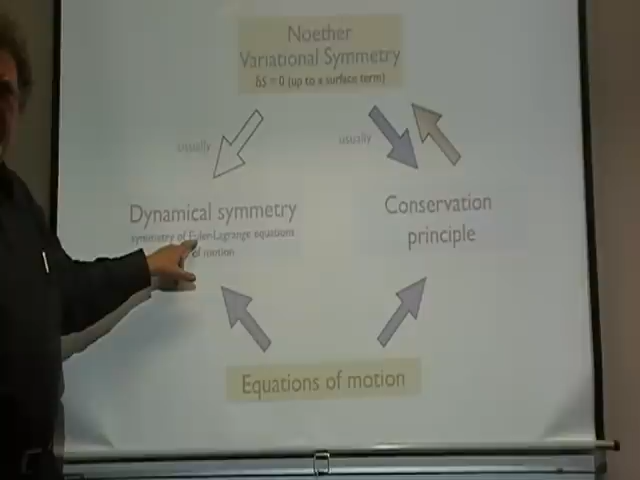 Noether
Variational Symmetry
δS = 0 (up to a surface term)
usually
usually
Dynamical symmetry
symmetry of Euler-Lagrange equations
of motion
Conservation
principle
Equations of motion